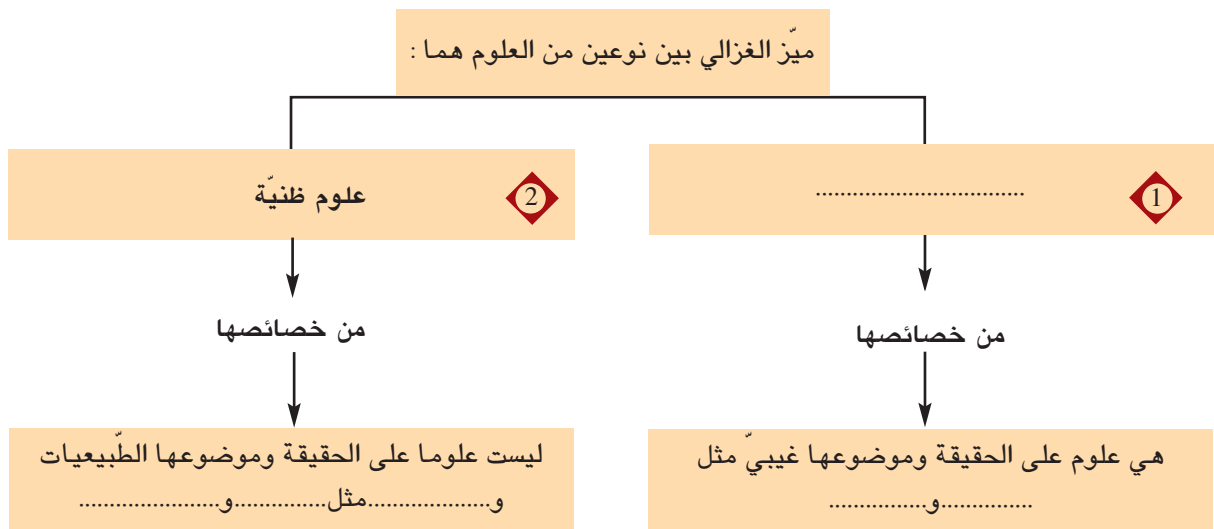 ميّز الغزالي بين نوعين من العلوم هما :
1 ..................................
2 علوم ظنيّة
من خصائصها
من خصائصها
هي علوم على الحقيقة وموضوعها غيبيّ مثل
...............و................
ليست علوما على الحقيقة وموضوعها الطّبيعيات
و....................مثل...............و.......................